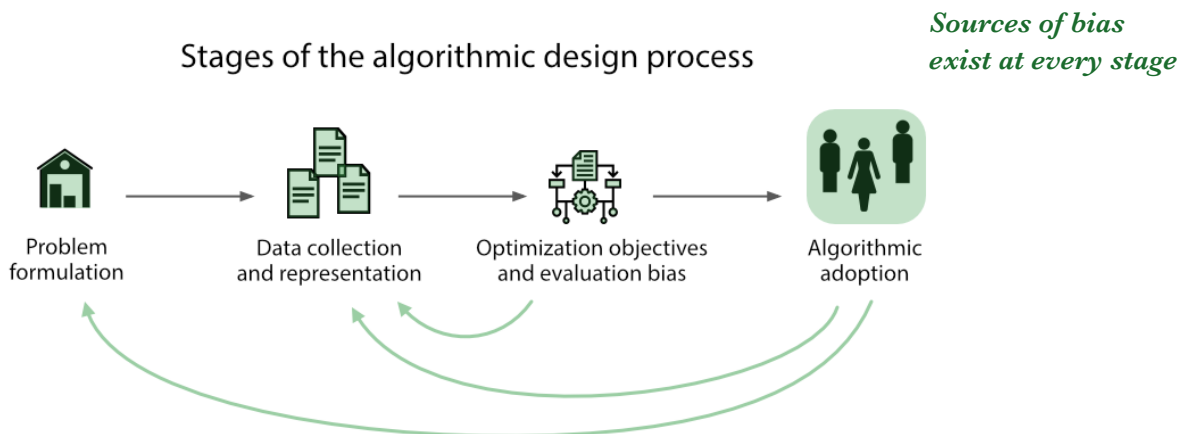 Sources of bias
exist at every stage
Stages of the algorithmic design process
Problem
formulation
Data collection
and representation
Optimization objectives
and evaluation bias
Algorithmic
adoption